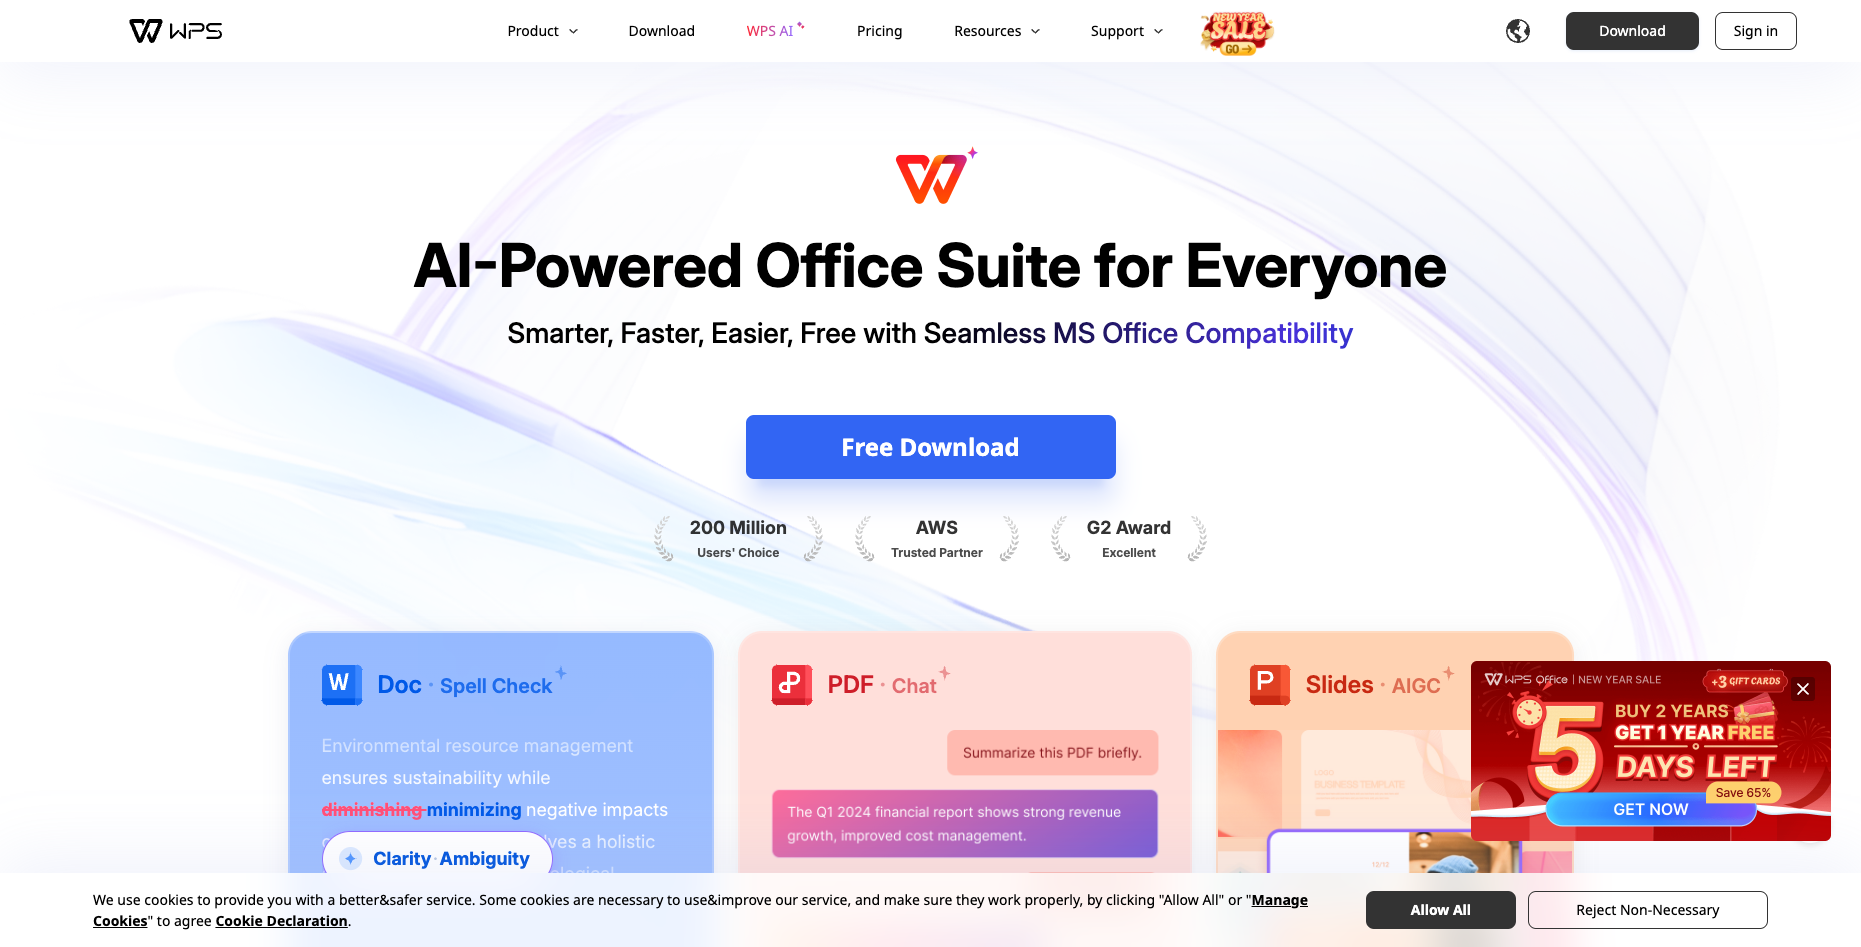 WPS
Product
Download
WPS AI
Pricing
Resources
Support
NEW YEAR
SALE
GO →
Download
Sign in
AI-Powered Office Suite for Everyone
Smarter, Faster, Easier, Free with Seamless MS Office Compatibility
Free Download
200 Million
Users' Choice
AWS
Trusted Partner
G2 Award
Excellent
W
Doc · Spell Check
Environmental resource management
ensures sustainability while
diminishing minimizing negative impacts
ves a holistic
Clarity · Ambiguity
PDF · Chat
Summarize this PDF briefly.
The Q1 2024 financial report shows strong revenue
growth, improved cost management.
P
Slides · AIGC
LOGO
BUSINESS TEMPLATE
12/12
WPS Office | NEW YEAR SALE
+3 GIFT CARDS
BUY 2 YEARS
GET 1 YEAR FREE
5 DAYS LEFT
Save 65%
GET NOW
We use cookies to provide you with a better&safer service. Some cookies are necessary to use&improve our service, and make sure they work properly, by clicking "Allow All" or "Manage
Cookies" to agree Cookie Declaration.
Allow All
Reject Non-Necessary